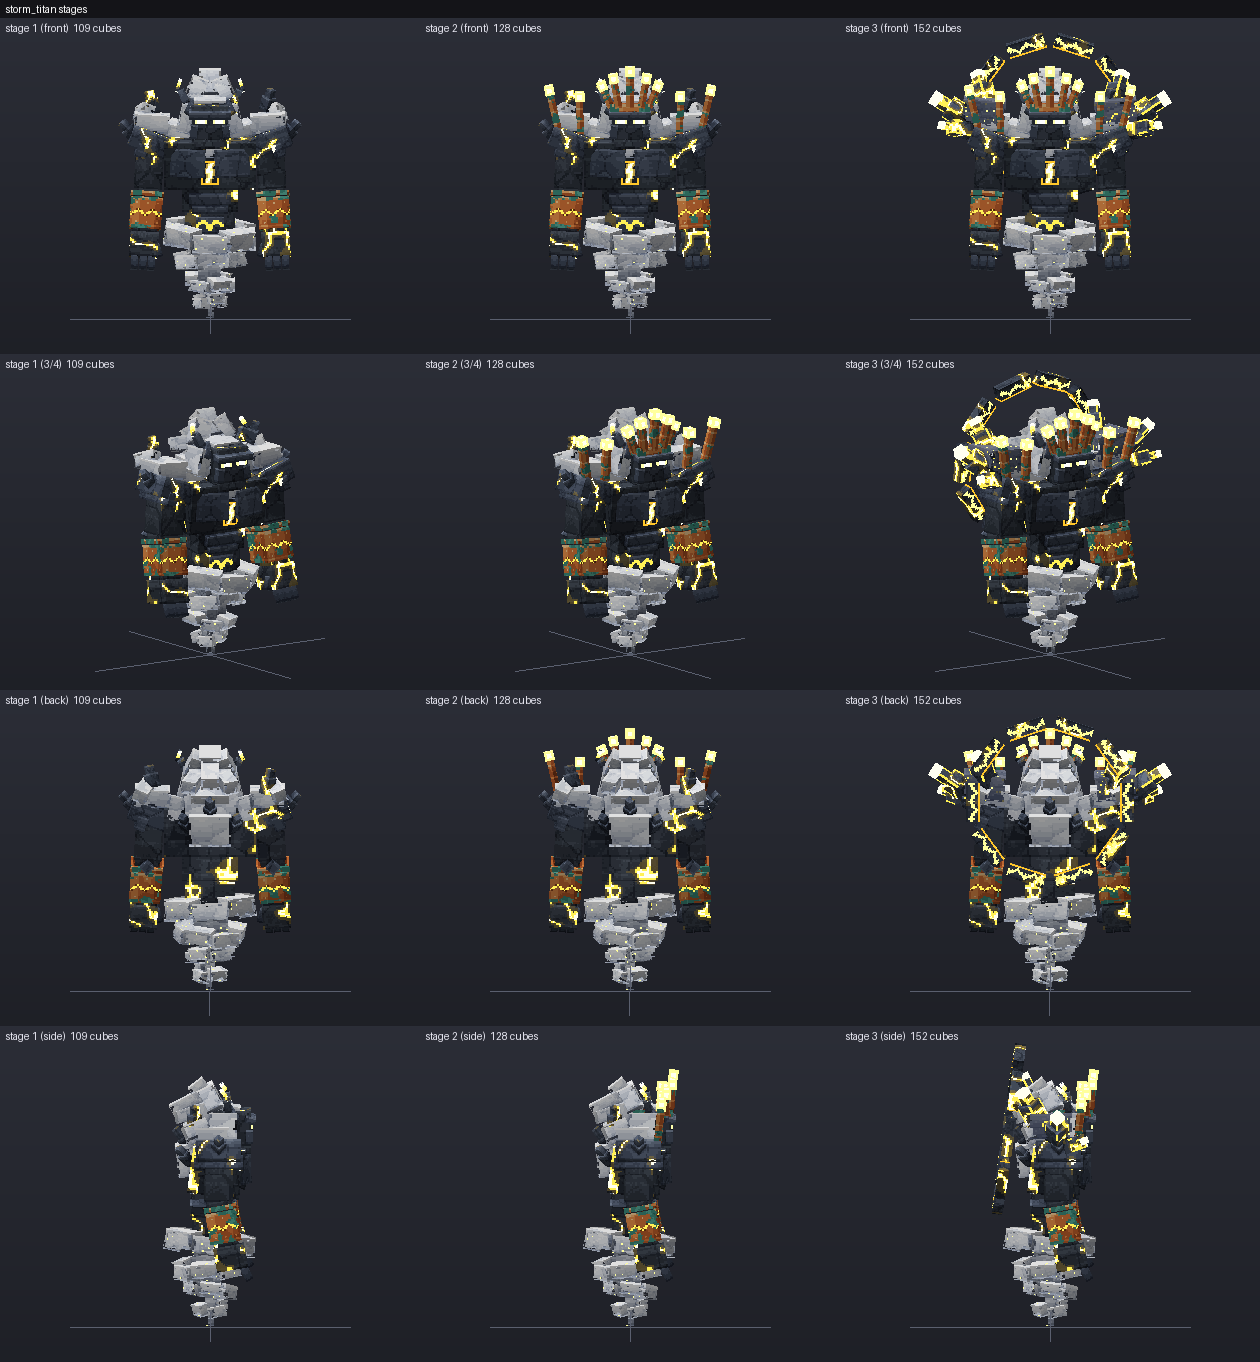 storm_titan stages
stage 1 (front) 109 cubes
stage 2 (front) 128 cubes
stage 3 (front) 152 cubes
stage 1 (3/4) 109 cubes
stage 2 (3/4) 128 cubes
stage 3 (3/4) 152 cubes
stage 1 (back) 109 cubes
stage 2 (back) 128 cubes
stage 3 (back) 152 cubes
stage 1 (side) 109 cubes
stage 2 (side) 128 cubes
stage 3 (side) 152 cubes